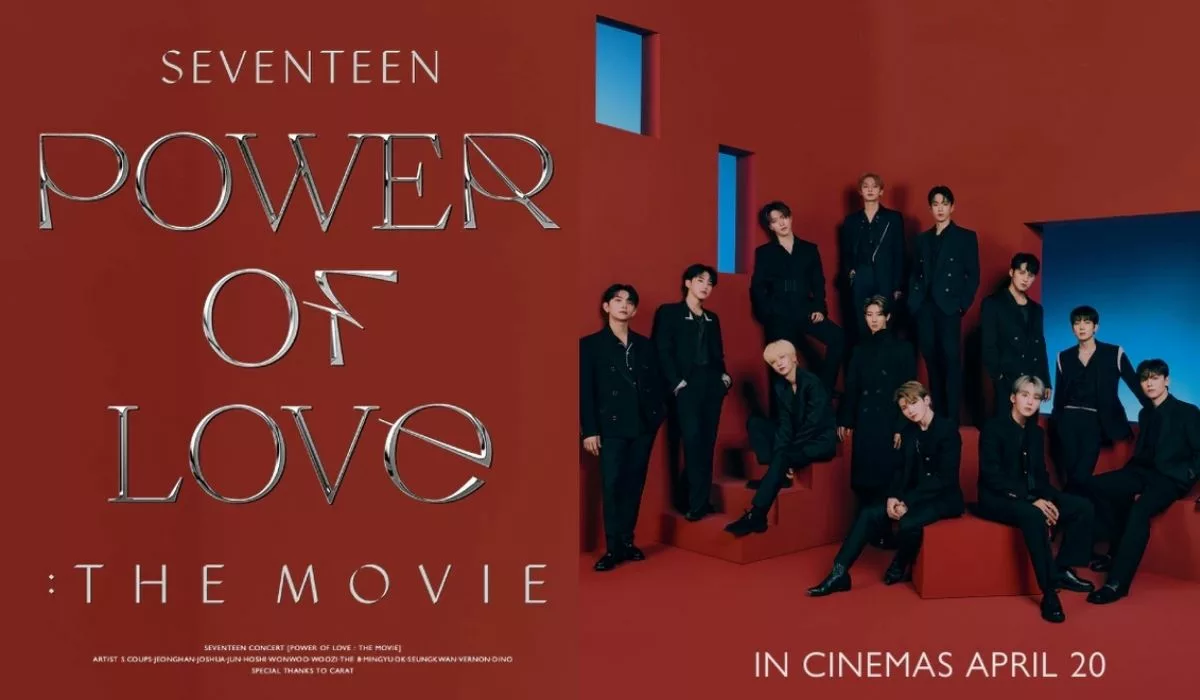 SEVENTEEN
POWER
OF
LOVE
:THE MOVIE
SEVENTEEN CONCERT [POWER OF LOVE : THE MOVIE]
ARTIST S.COUPS·JEONGHAN·JOSHUA·JUN·HOSHI·WONWOO·WOOZI·THE 8·MINGYU·DK·SEUNGKWAN·VERNON·DINO
SPECIAL THANKS TO CARAT
IN CINEMAS APRIL 20